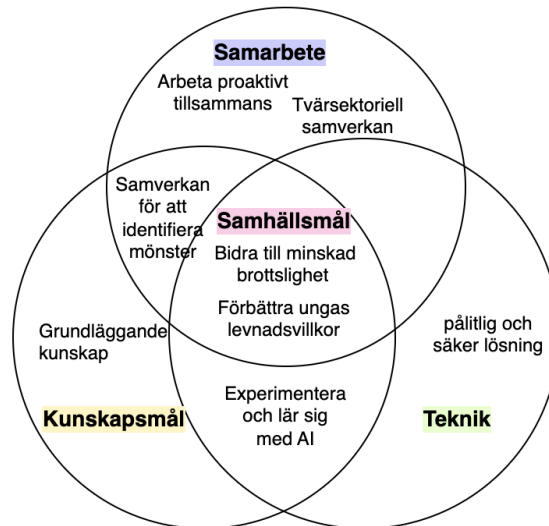 Samarbete
Arbeta proaktivt
tillsammans
Tvärsektoriell
samverkan
Samverkan
för att
identifiera
mönster
Samhällsmål
Bidra till minskad
brottslighet
Förbättra ungas
levnadsvillkor
Grundläggande
kunskap
pålitlig och
säker lösning
Kunskapsmål
Experimentera
och lär sig
med AI
Teknik